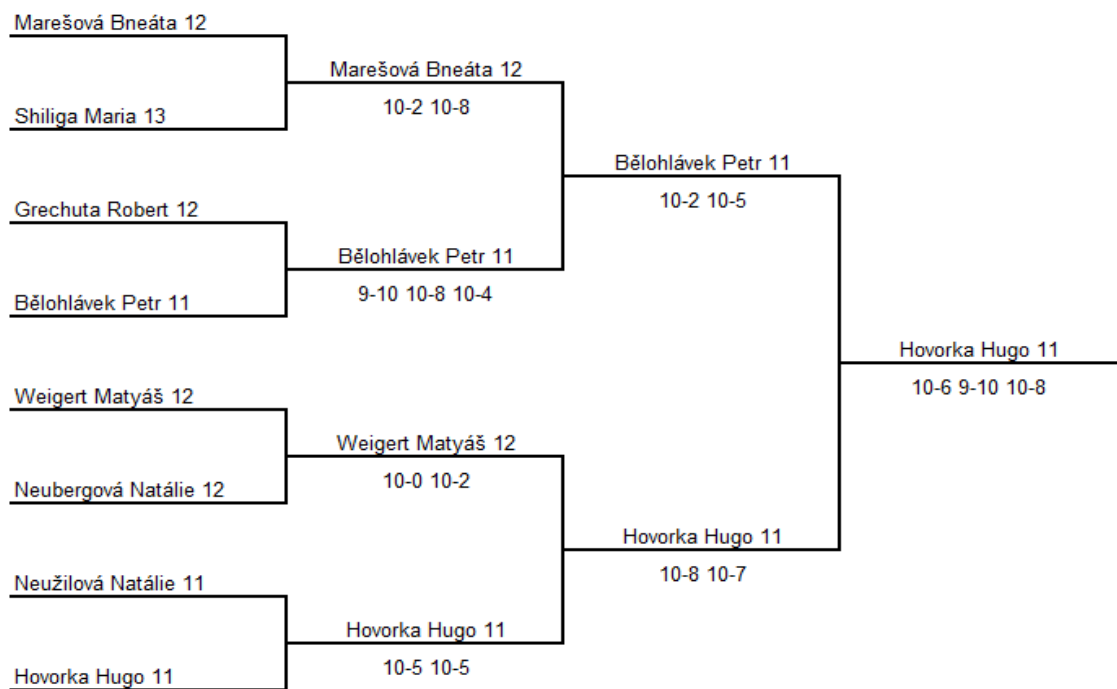 Marešová Bneáta 12
Shiliga Maria 13
Grechuta Robert 12
Bělohlávek Petr 11
Weigert Matyáš 12
Neubergová Natálie 12
Neužilová Natálie 11
Hovorka Hugo 11
Marešová Bneáta 12
10-2 10-8
Bělohlávek Petr 11
9-10 10-8 10-4
Weigert Matyáš 12
10-0 10-2
Hovorka Hugo 11
10-5 10-5
Bělohlávek Petr 11
10-2 10-5
Hovorka Hugo 11
10-8 10-7
Hovorka Hugo 11
10-6 9-10 10-8